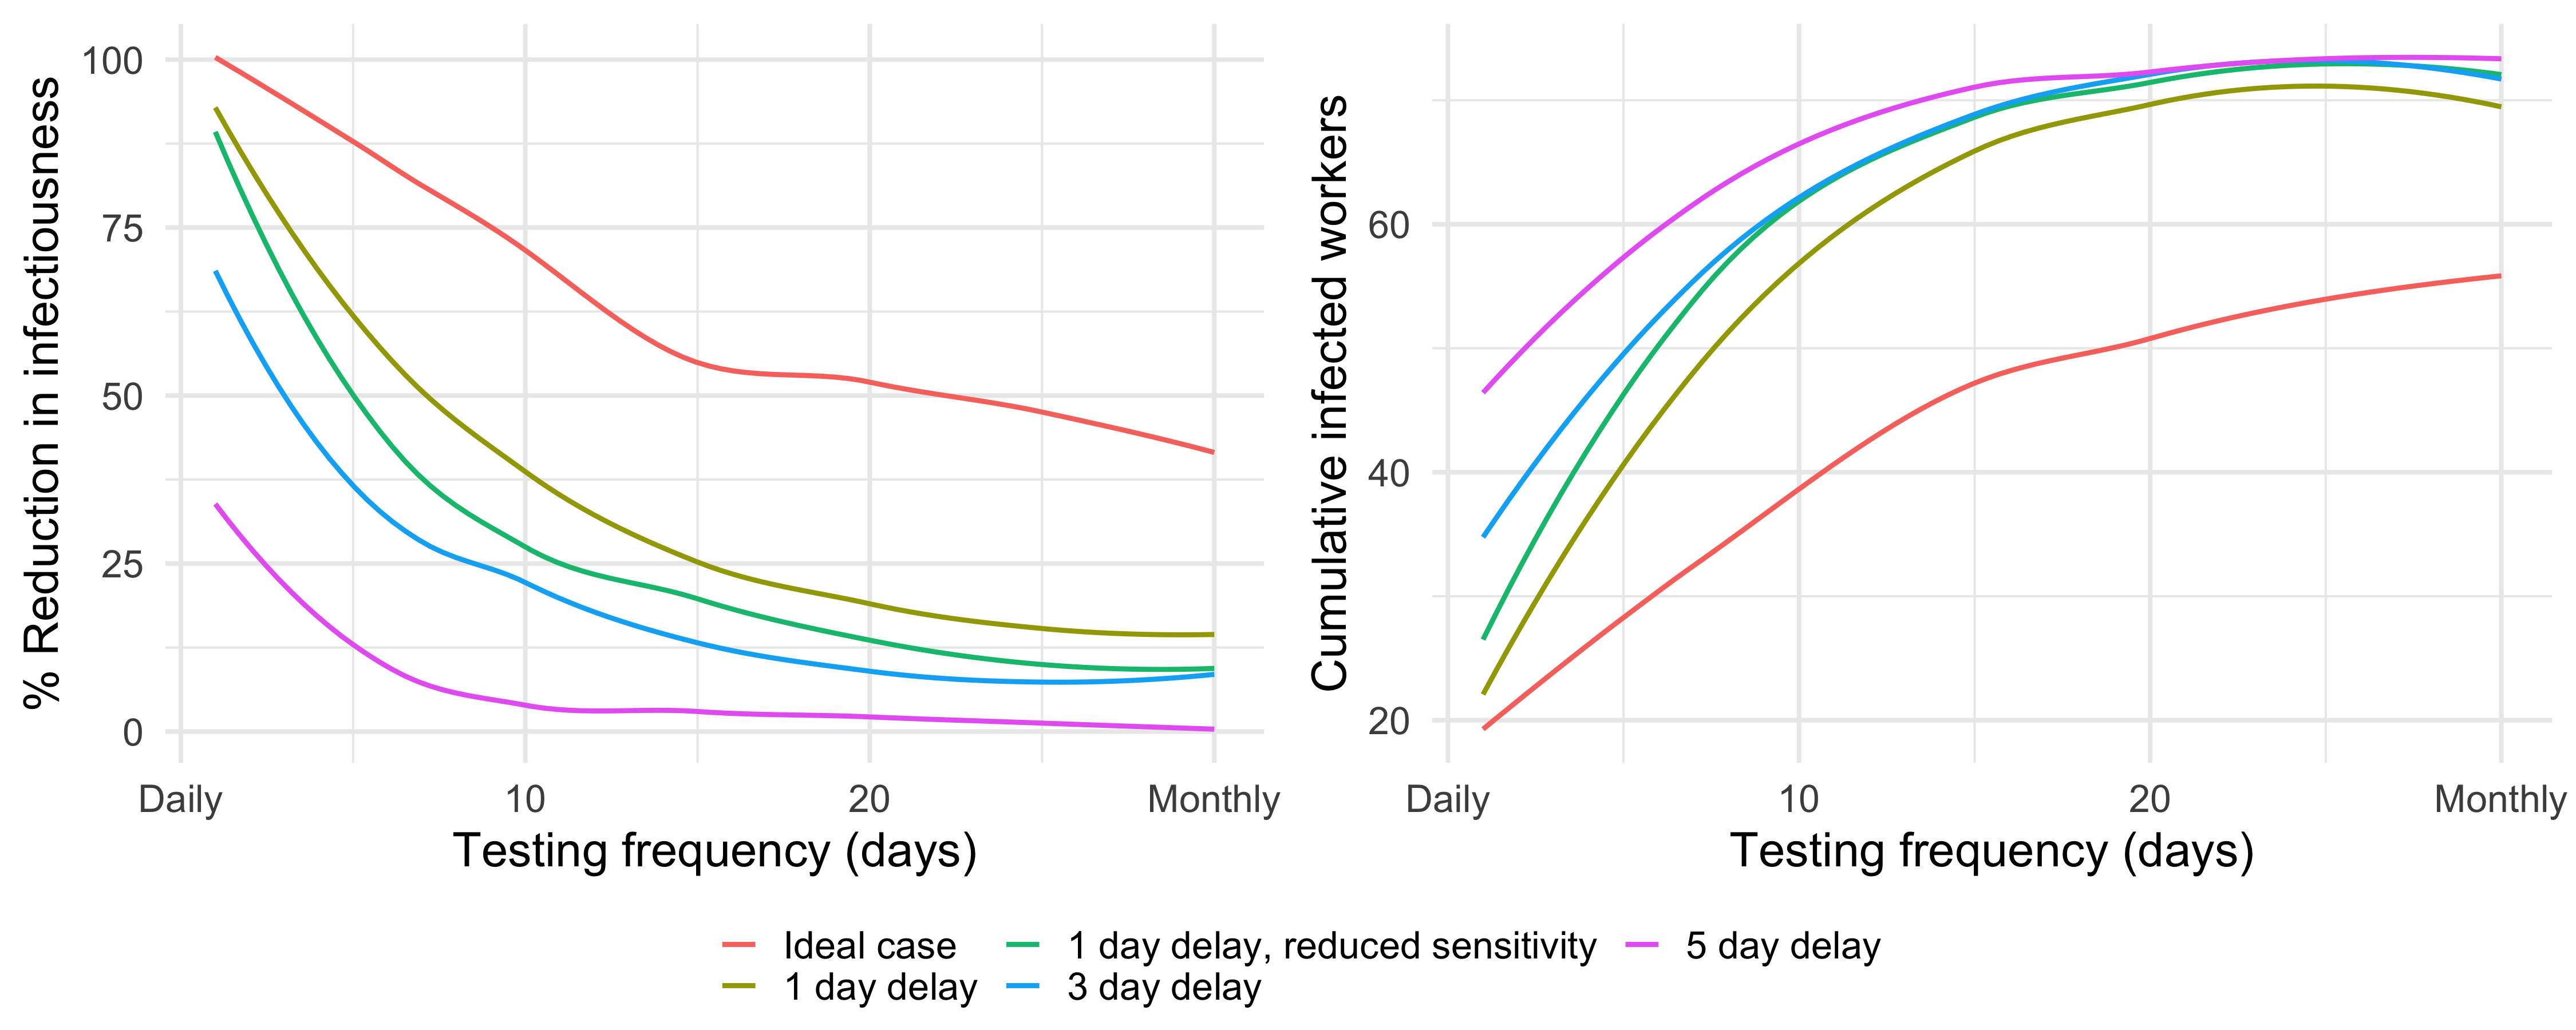 % Reduction in infectiousness
100
75
50
25
0
Daily
10
20
Monthly
Testing frequency (days)
Cumulative infected workers
60
40
20
Daily
10
20
Monthly
Testing frequency (days)
Ideal case
1 day delay
1 day delay, reduced sensitivity
3 day delay
5 day delay